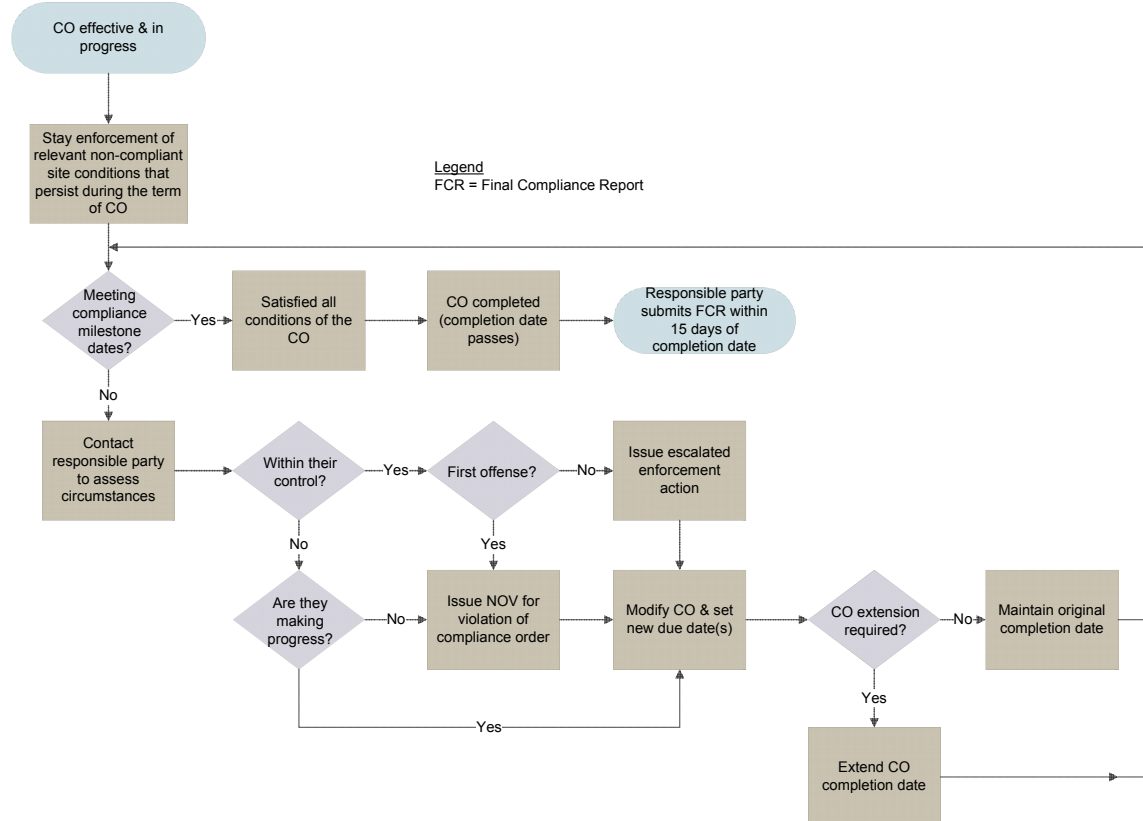 CO effective & in
progress
Stay enforcement of
relevant non-compliant
site conditions that
persist during the term
of CO
Legend
FCR = Final Compliance Report
Meeting
compliance
milestone
dates?
Yes
Satisfied all
conditions of the
CO
CO completed
(completion date
passes)
Responsible party
submits FCR within
15 days of
completion date
No
Contact
responsible party
to assess
circumstances
Within their
control?
Yes
First offense?
No
Issue escalated
enforcement
action
No
Yes
Are they
making
progress?
No
Issue NOV for
violation of
compliance order
Modify CO & set
new due date(s)
CO extension
required?
No
Maintain original
completion date
Yes
Yes
Extend CO
completion date